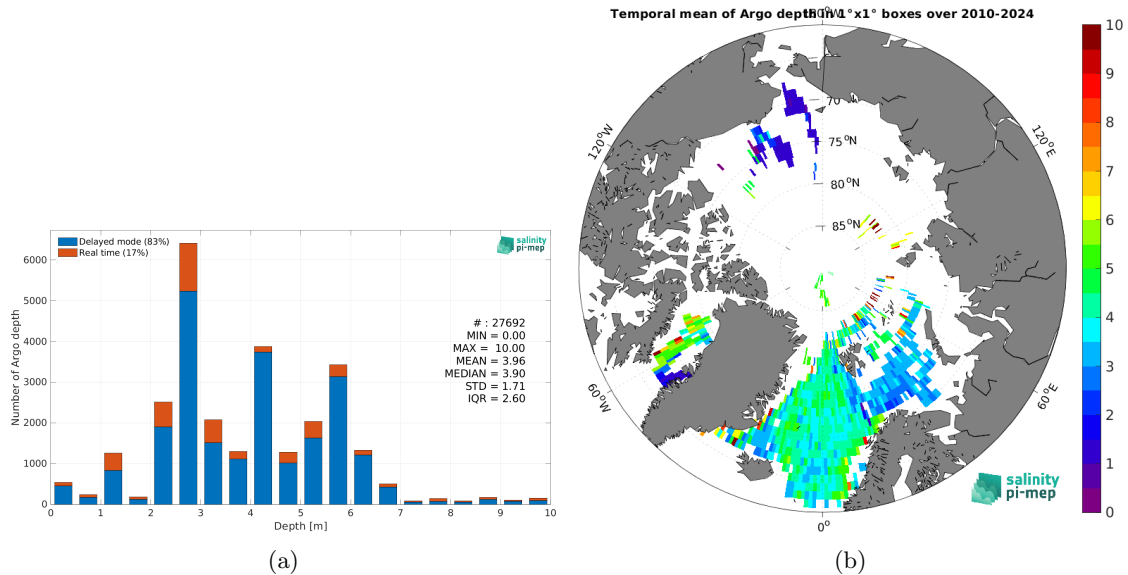 Temporal mean of Argo depth in 1°x1° boxes over 2010-2024
Delayed mode (83%)
Real time (17%)
salinity
pi-mep
# : 27692
MIN = 0.00
MAX = 10.00
MEAN = 3.96
MEDIAN = 3.90
STD = 1.71
IQR = 2.60
Number of Argo depth
6000
5000
4000
3000
2000
1000
0
0 1 2 3 4 5 6 7 8 9 10
Depth [m]
(a)
180°W
120°W
120°E
60°W
60°E
0°
75°N
80°N
85°N
salinity
pi-mep
10
9
8
7
6
5
4
3
2
1
0
(b)